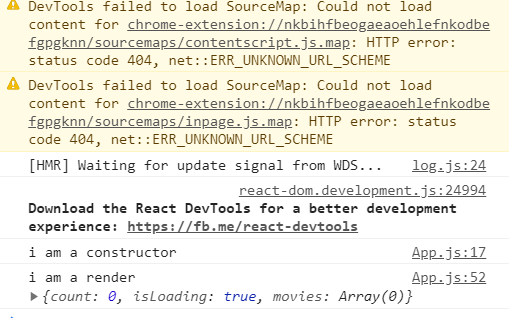 DevTools failed to load SourceMap: Could not load
content for chrome-extension://nkbihfbeogaeaoehlefnkodbe
fgpgknn/sourcemaps/contentscript.js.map: HTTP error:
status code 404, net::ERR_UNKNOWN_URL_SCHEME
DevTools failed to load SourceMap: Could not load
content for chrome-extension://nkbihfbeogaeaoehlefnkodbe
fgpgknn/sourcemaps/inpage.js.map: HTTP error: status
code 404, net::ERR_UNKNOWN_URL_SCHEME
[HMR] Waiting for update signal from WDS... log.js:24
react-dom.development.js:24994
Download the React DevTools for a better development
experience: https://fb.me/react-devtools
i am a constructor App.js:17
i am a render App.js:52
{count: 0, isLoading: true, movies: Array(0)}